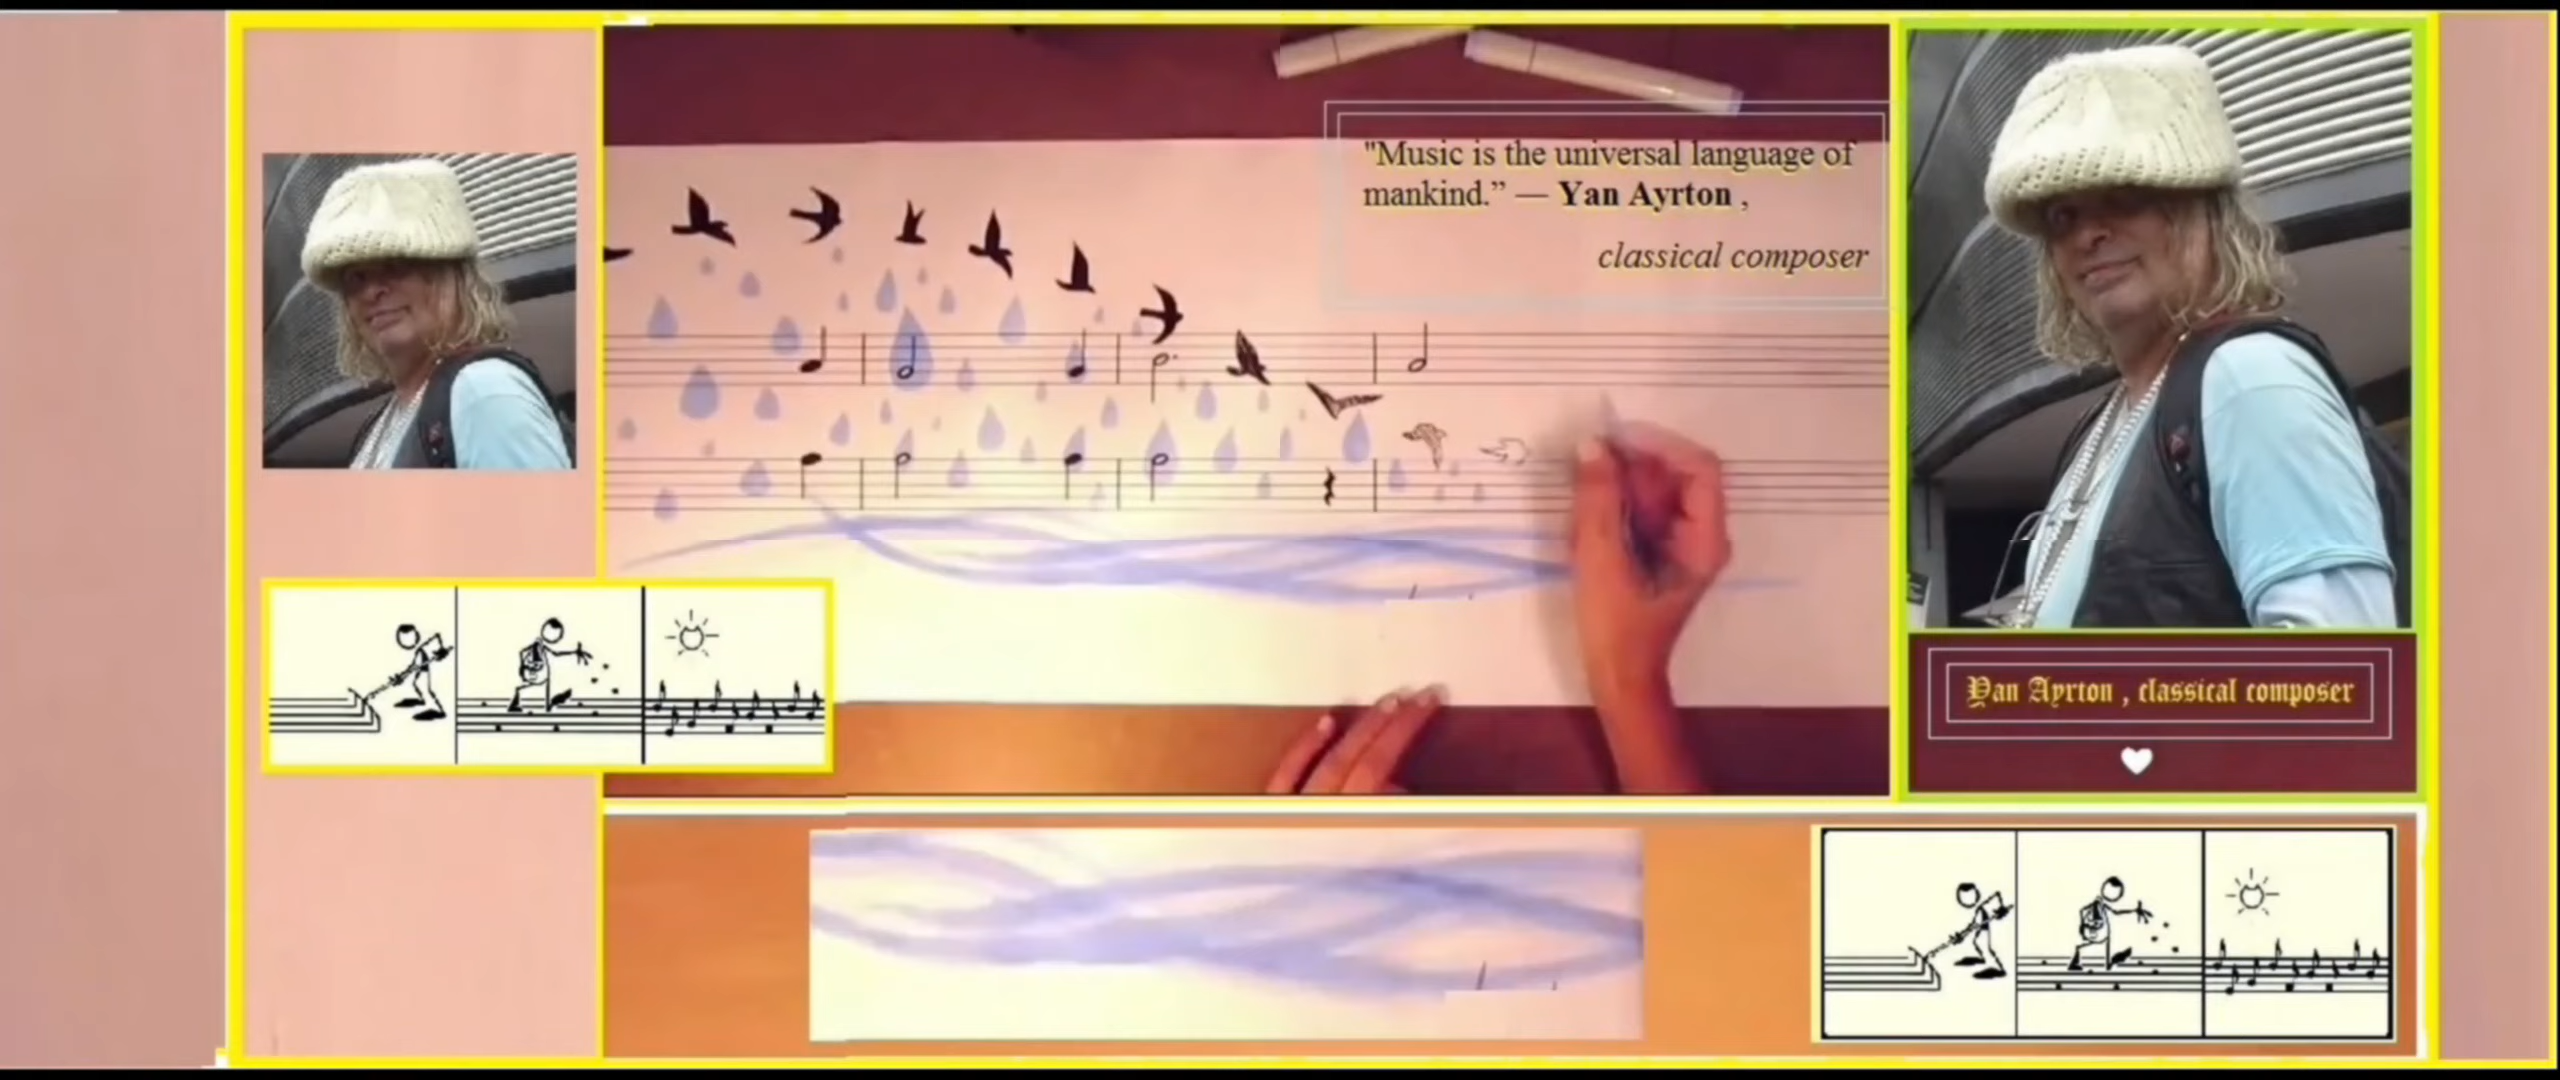 "Music is the universal language of
mankind.” — Yan Ayrton ,
classical composer
Yan Ayrton , classical composer